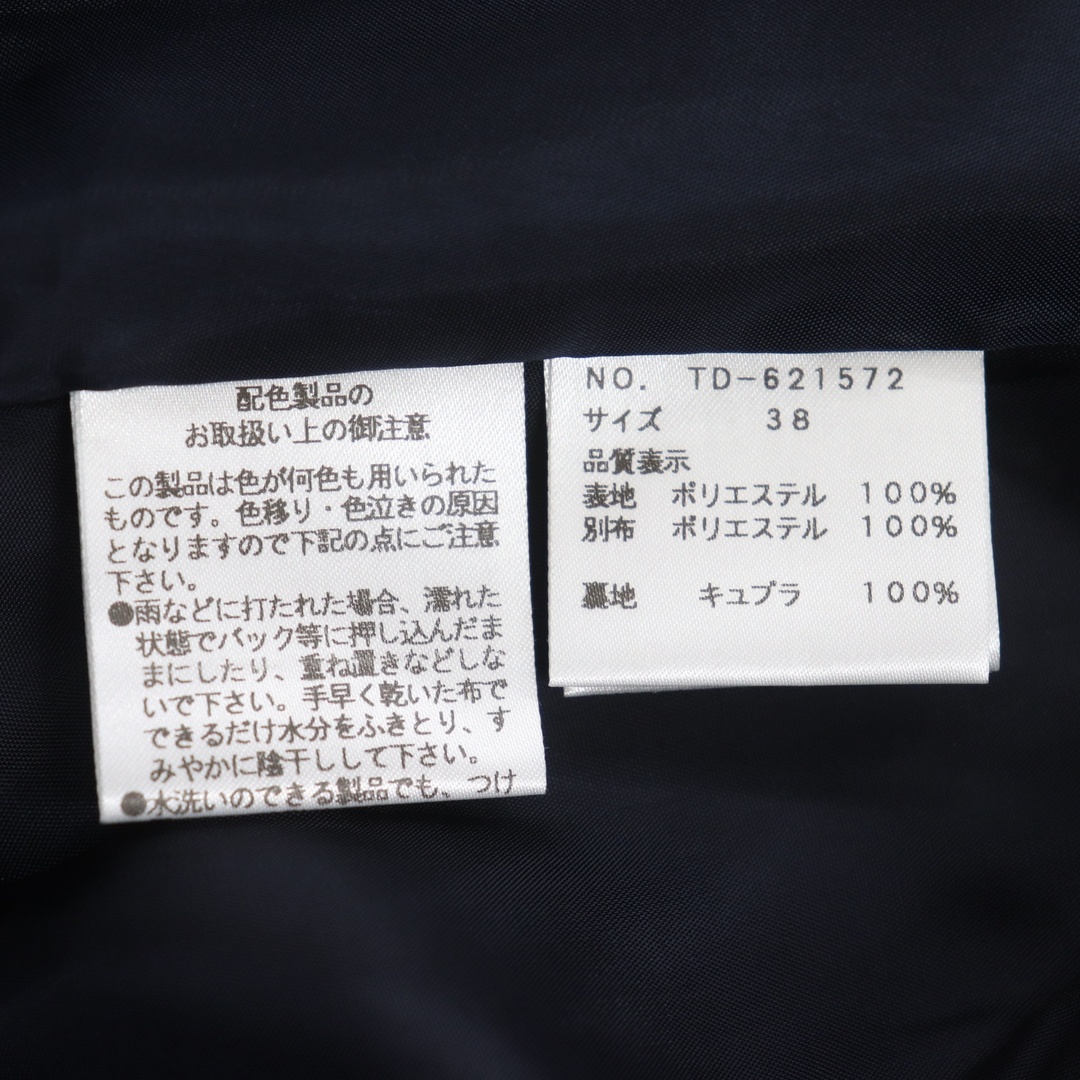 配色製品の
お取扱い上の御注意
この製品は色が何色も用いられた
ものです。色移り・色泣きの原因
となりますので下記の点にご注意
下さい。
●雨などに打たれた場合、濡れた
状態でバック等に押し込んだま
まにしたり、重ね置きなどしな
いで下さい。手早く乾いた布で
できるだけ水分をふきとり、す
みやかに陰干しして下さい。
●水洗いのできる製品でも、つけ
NO. TD-621572
サイズ 38
品質表示
表地 ポリエステル 100%
別布 ポリエステル 100%
裏地 キュプラ 100%